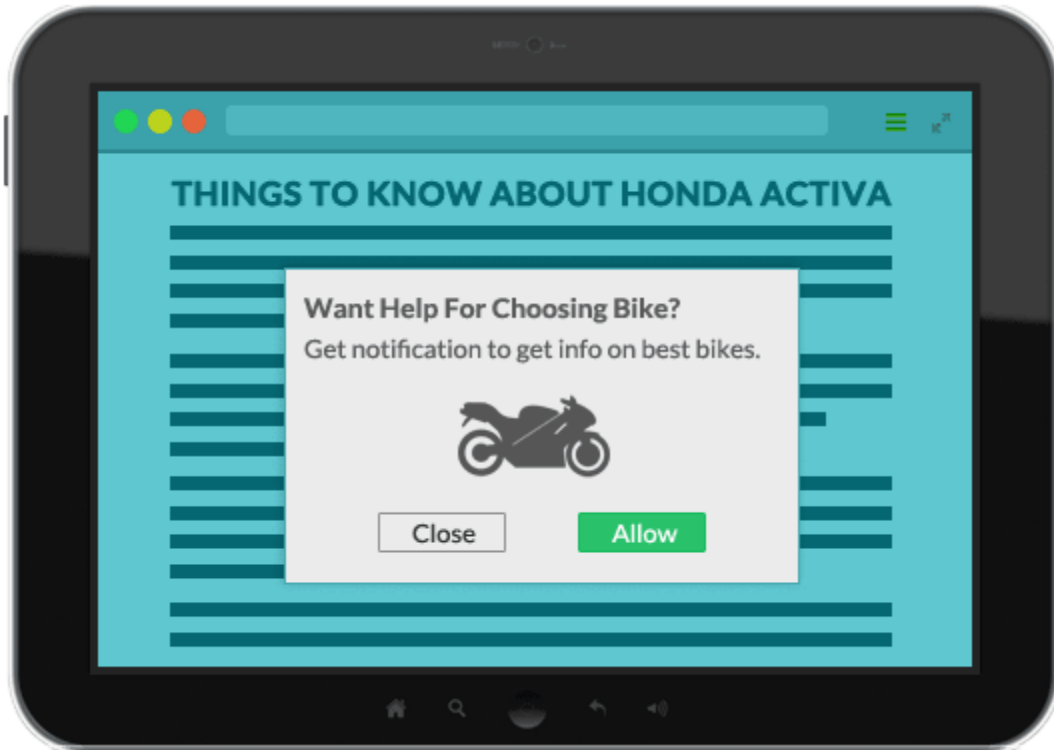 THINGS TO KNOW ABOUT HONDA ACTIVA
Want Help For Choosing Bike?
Get notification to get info on best bikes.
Close
Allow